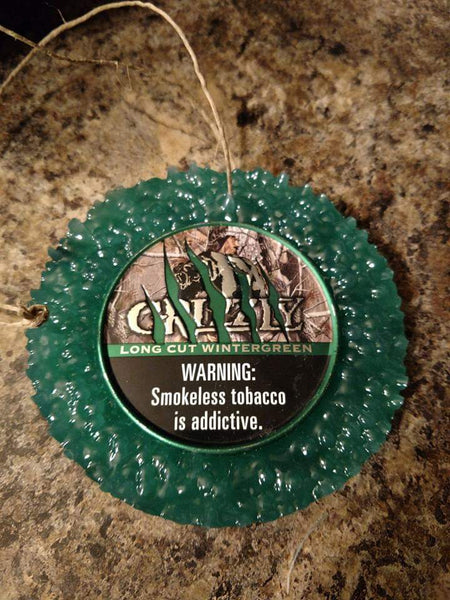 GRIZZLY
LONG CUT WINTERGREEN
WARNING:
Smokeless tobacco
is addictive.